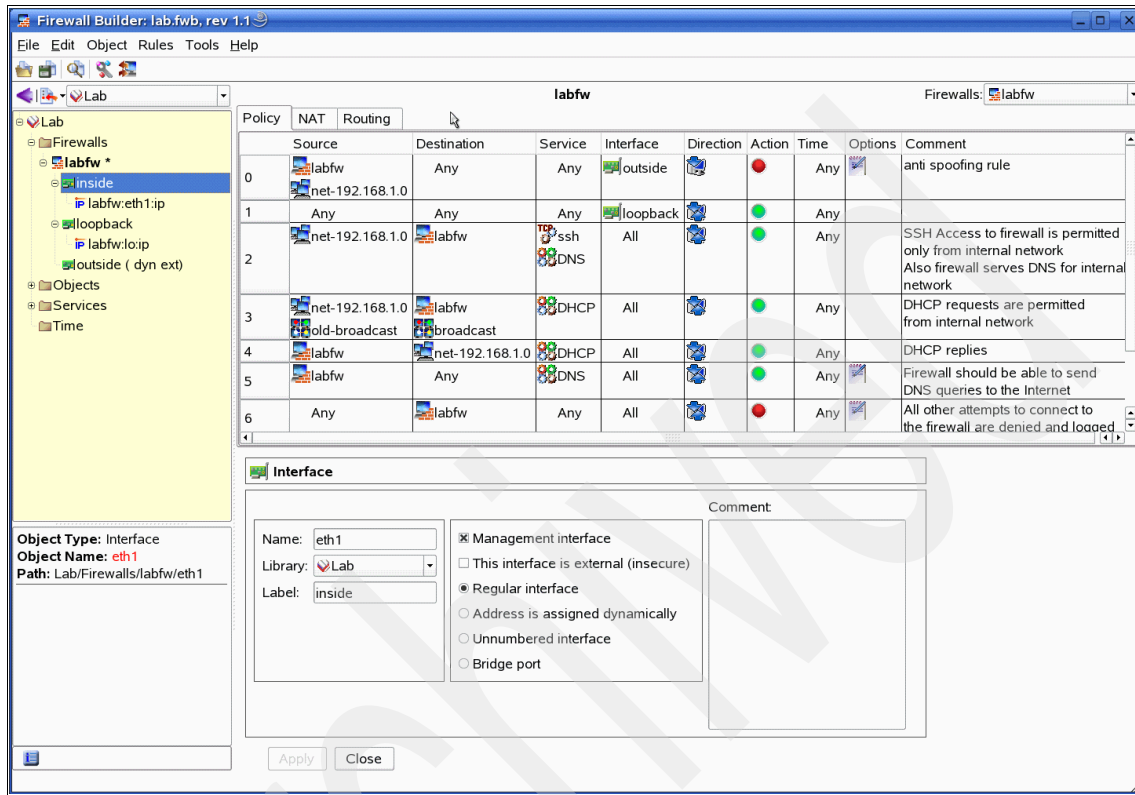 Firewall Builder: lab.fwb, rev 1.1
File Edit Object Rules Tools Help
Lab
labfw
Firewalls: labfw
Lab
Firewalls
labfw *
inside
IP labfw:eth1:ip
loopback
IP labfw:lo:ip
outside ( dyn ext)
Objects
Services
Time
Policy NAT Routing
Source Destination Service Interface Direction Action Time Options Comment
0 labfw Any Any outside Any anti spoofing rule
net-192.168.1.0
1 Any Any Any loopback Any
2 net-192.168.1.0 labfw TCP ssh All Any SSH Access to firewall is permitted
DNS only from internal network
Also firewall serves DNS for internal
network
3 net-192.168.1.0 labfw DHCP All Any DHCP requests are permitted
old-broadcast broadcast from internal network
4 labfw net-192.168.1.0 DHCP All Any DHCP replies
5 labfw Any DNS All Any Firewall should be able to send
DNS queries to the Internet
6 Any labfw Any All Any All other attempts to connect to
the firewall are denied and logged
Object Type: Interface
Object Name: eth1
Path: Lab/Firewalls/labfw/eth1
Interface
Name: eth1
Library: Lab
Label: inside
Management interface
This interface is external (insecure)
Regular interface
Address is assigned dynamically
Unnumbered interface
Bridge port
Comment:
Apply Close